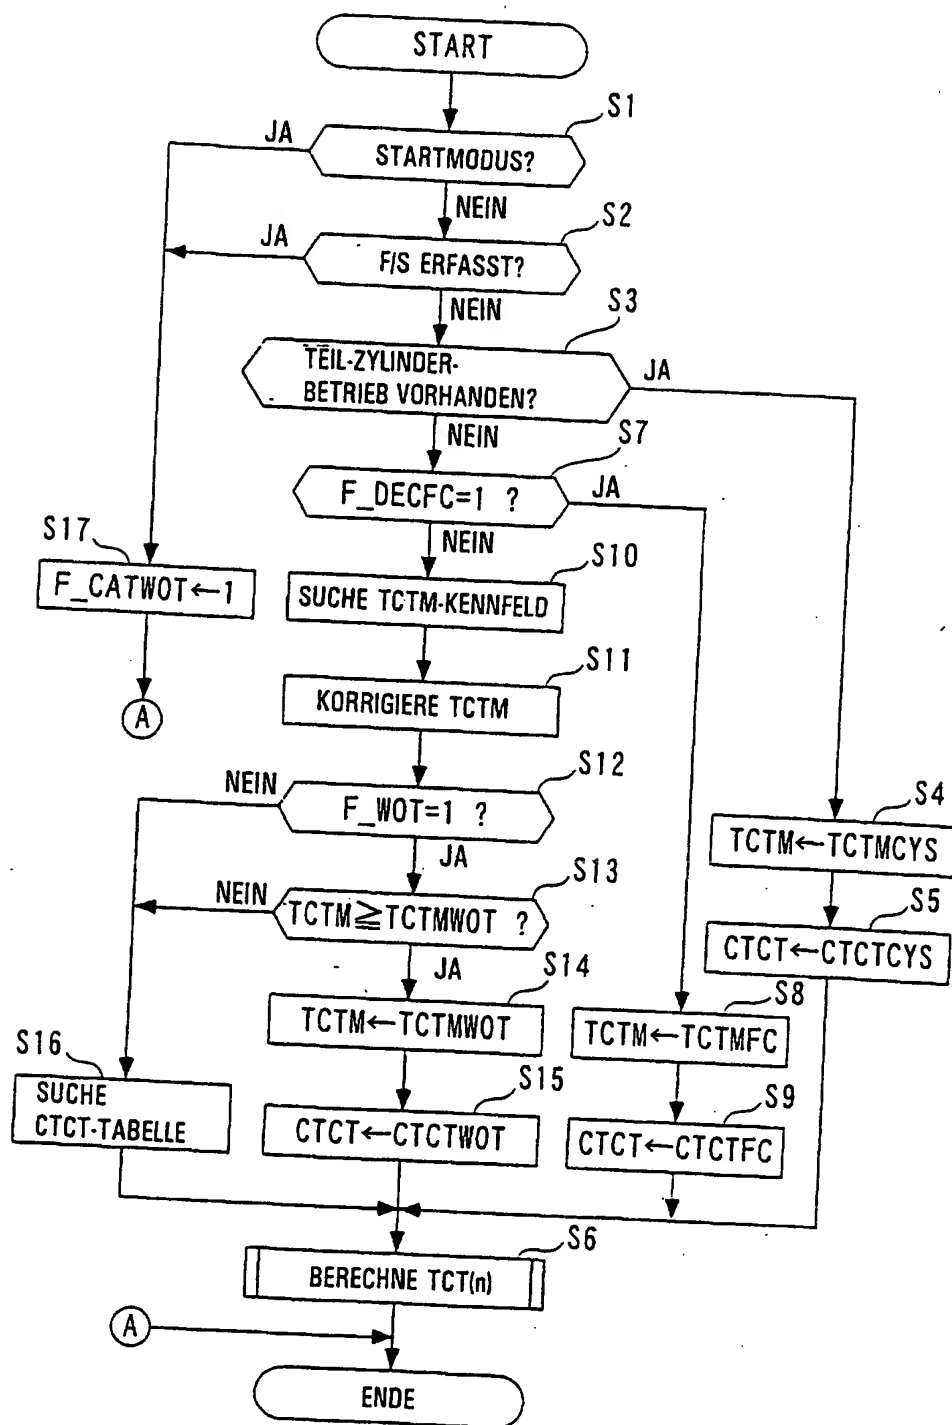 START
S1
JA
STARTMODUS?
NEIN
S2
JA
F/S ERFASST?
NEIN
S3
TEIL-ZYLINDER-
BETRIEB VORHANDEN?
JA
NEIN
S7
F_DECFC=1 ?
JA
NEIN
S17
F_CATWOT←1
S10
SUCHE TCTM-KENNFELD
A
S11
KORRIGIERE TCTM
S12
NEIN
F_WOT=1 ?
JA
S4
TCTM←TCTMCYS
S13
NEIN
TCTM≧TCTMWOT ?
JA
S5
CTCT←CTCTCYS
S14
TCTM←TCTMWOT
S8
TCTM←TCTMFC
S16
SUCHE
CTCT-TABELLE
S15
CTCT←CTCTWOT
S9
CTCT←CTCTFC
S6
BERECHNE TCT(n)
A
ENDE